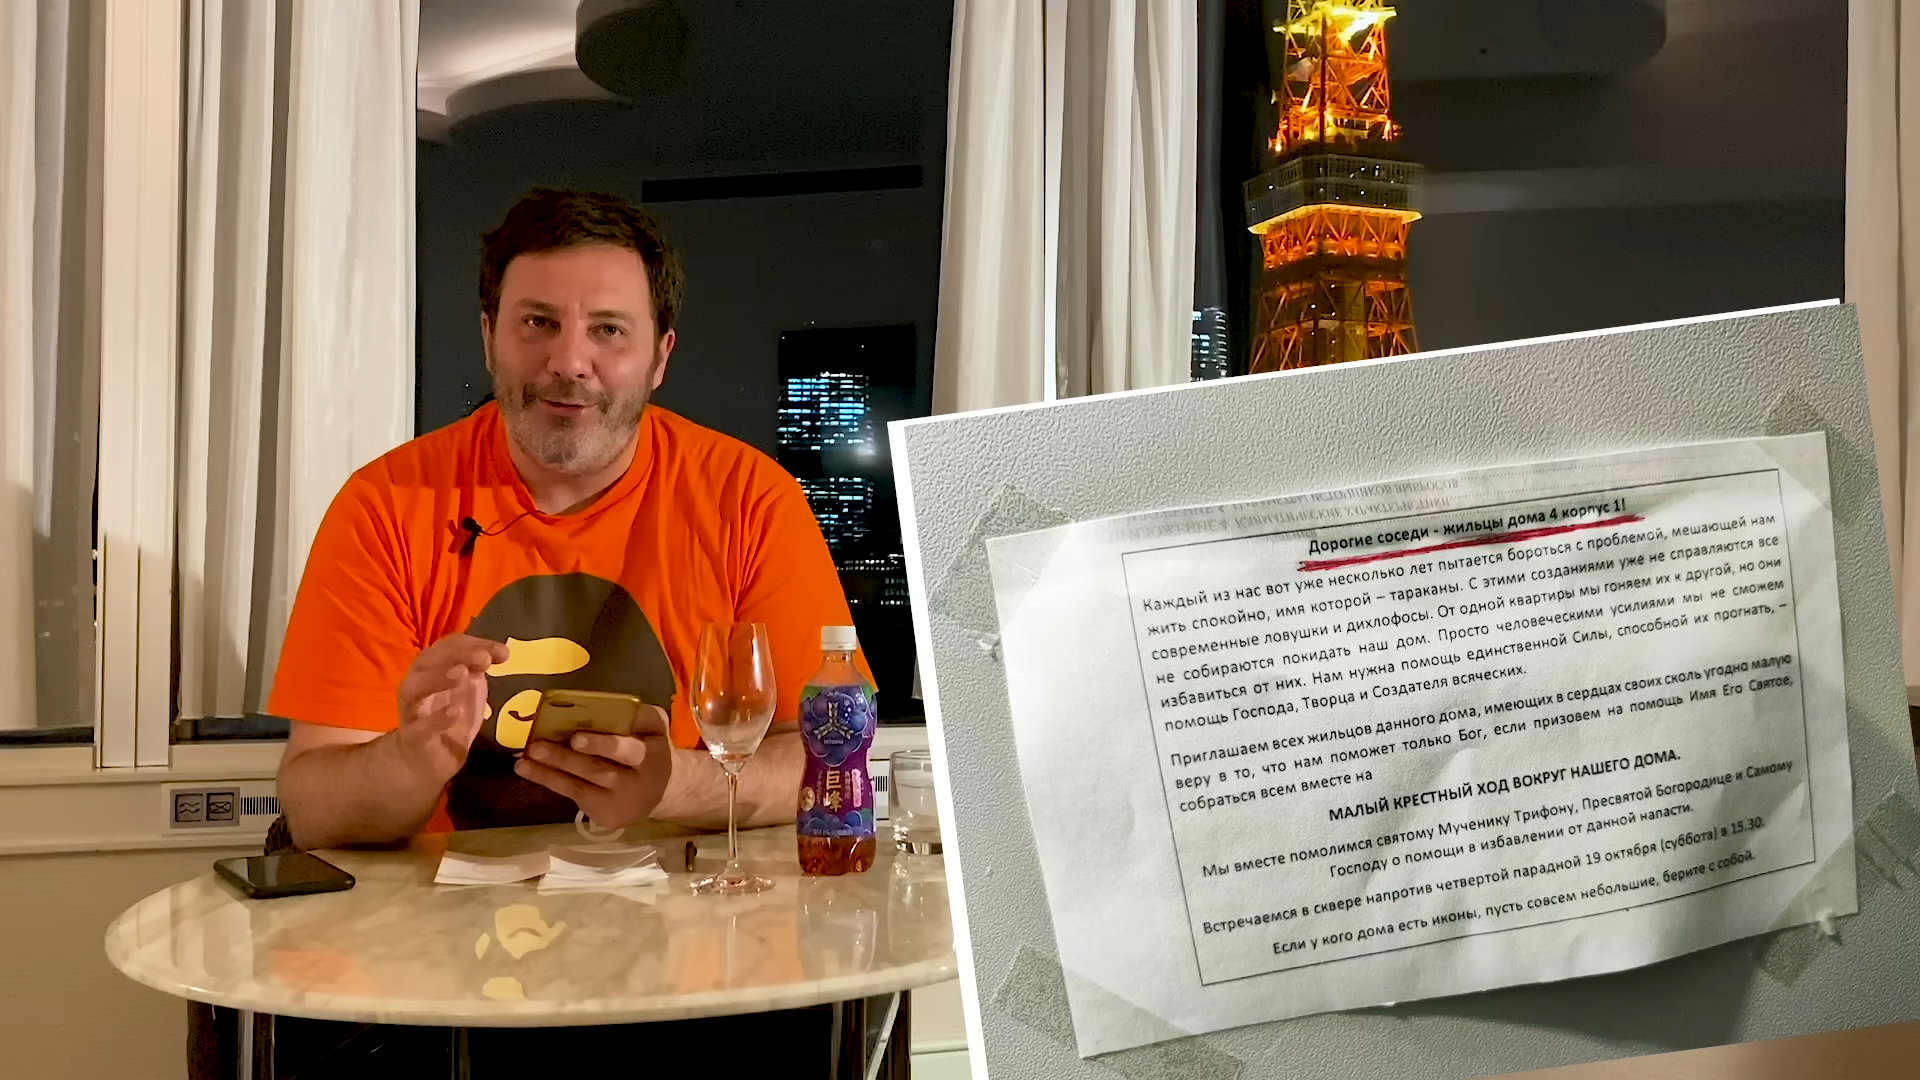 Дорогие соседи - жильцы дома 4 корпус 1!
Каждый из нас вот уже несколько лет пытается бороться с проблемой, мешающей нам
жить спокойно, имя которой – тараканы. С этими созданиями уже не справляются все
современные ловушки и дихлофосы. От одной квартиры мы гоняем их к другой, но они
не собираются покидать наш дом. Просто человеческими усилиями мы не сможем
избавиться от них. Нам нужна помощь единственной Силы, способной их прогнать, –
помощь Господа, Творца и Создателя всяческих.
Приглашаем всех жильцов данного дома, имеющих в сердцах своих сколь угодно малую
веру в то, что нам поможет только Бог, если призовем на помощь Имя Его Святое,
собраться всем вместе на
МАЛЫЙ КРЕСТНЫЙ ХОД ВОКРУГ НАШЕГО ДОМА.
Мы вместе помолимся святому Мученику Трифону, Пресвятой Богородице и Самому
Господу о помощи в избавлении от данной напасти.
Встречаемся в сквере напротив четвертой парадной 19 октября (суббота) в 15.30.
Если у кого дома есть иконы, пусть совсем небольшие, берите с собой.
巨峰